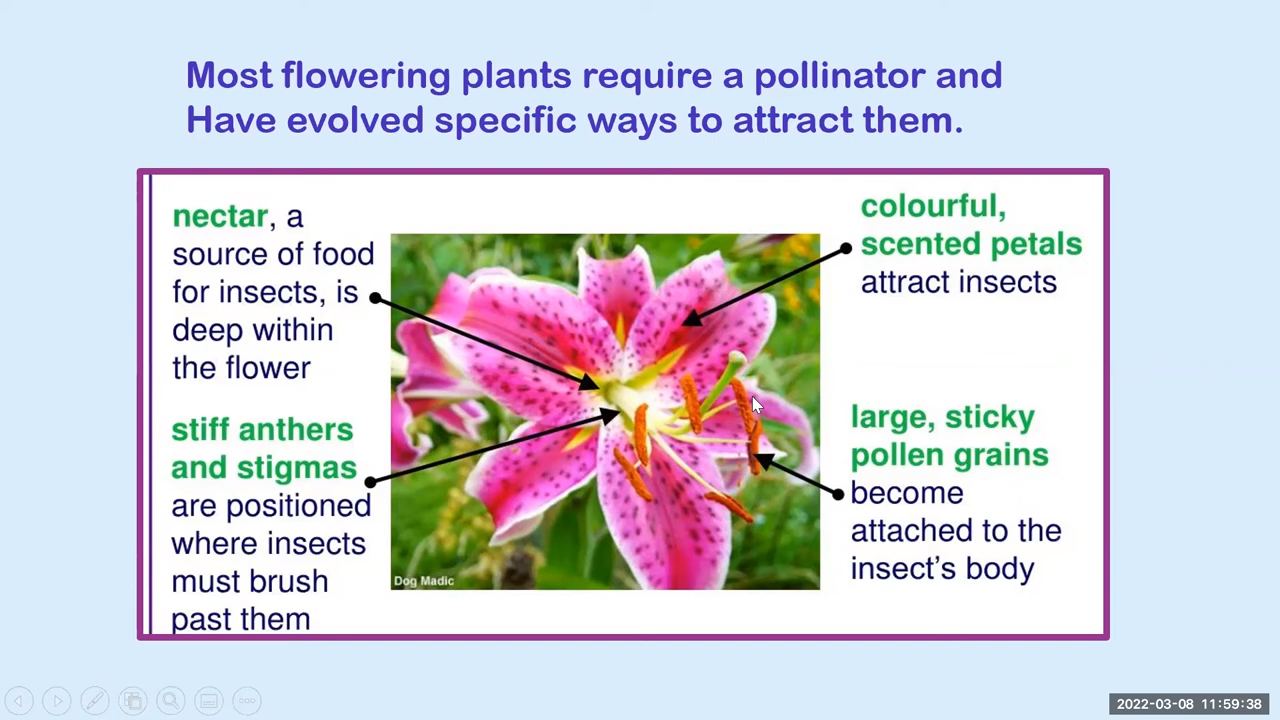 Most flowering plants require a pollinator and
Have evolved specific ways to attract them.
nectar, a
source of food
for insects, is
deep within
the flower
stiff anthers
and stigmas
are positioned
where insects
must brush
past them
colourful,
scented petals
attract insects
large, sticky
pollen grains
become
attached to the
insect's body
Dog Madic
2022-03-08 11:59:38